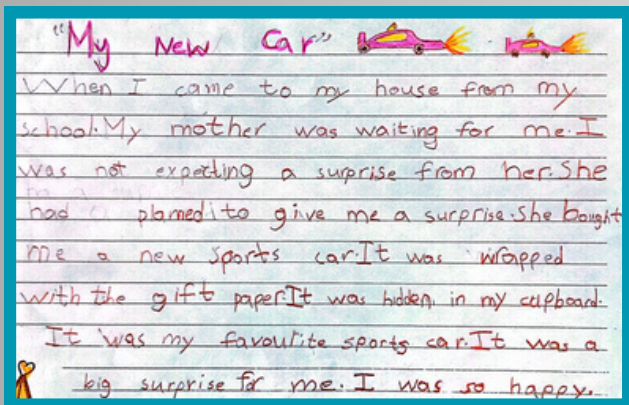 "My New Car"
When I came to my house from my
school. My mother was waiting for me. I
was not expecting a surprise from her. She
had planned to give me a surprise. She bought
me a new sports car. It was wrapped
with the gift paper. It was hidden in my cupboard.
It was my favourite sports car. It was a
big surprise for me. I was so happy.